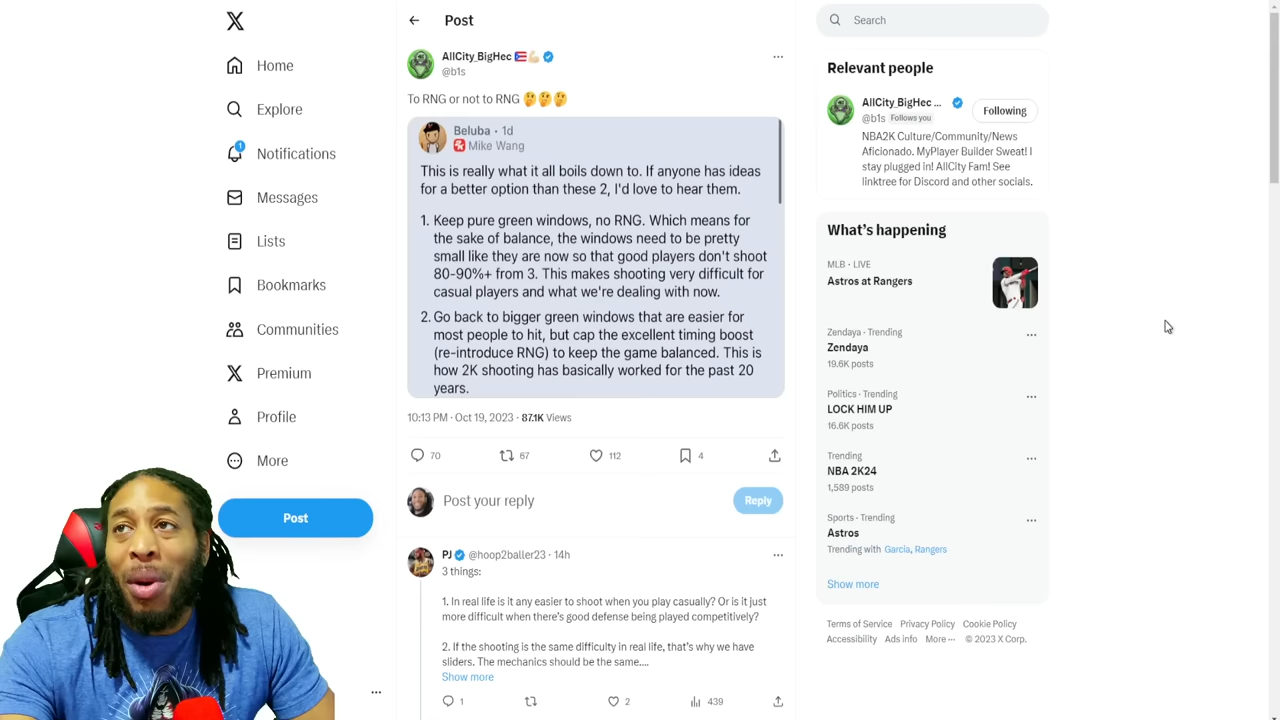 Home
Explore
1
Notifications
Messages
Lists
Bookmarks
Communities
Premium
Profile
More
Post
Post
AllCity_BigHec
@b1s
To RNG or not to RNG 🤔🤔🤔
Beluba · 1d
Mike Wang
This is really what it all boils down to. If anyone has ideas
for a better option than these 2, I'd love to hear them.
1. Keep pure green windows, no RNG. Which means for
the sake of balance, the windows need to be pretty
small like they are now so that good players don't shoot
80-90%+ from 3. This makes shooting very difficult for
casual players and what we're dealing with now.
2. Go back to bigger green windows that are easier for
most people to hit, but cap the excellent timing boost
(re-introduce RNG) to keep the game balanced. This is
how 2K shooting has basically worked for the past 20
years.
10:13 PM · Oct 19, 2023 · 87.1K Views
70 67 112 4
Post your reply
Reply
PJ @hoop2baller23 · 14h
3 things:
1. In real life is it any easier to shoot when you play casually? Or is it just
more difficult when there's good defense being played competitively?
2. If the shooting is the same difficulty in real life, that's why we have
sliders. The mechanics should be the same....
Show more
1 2 439
Search
Relevant people
AllCity_BigHec ...
@b1s Follows you
Following
NBA2K Culture/Community/News
Aficionado. MyPlayer Builder Sweat! I
stay plugged in! AllCity Fam! See
linktree for Discord and other socials.
What's happening
MLB · LIVE
Astros at Rangers
Zendaya · Trending
Zendaya
19.6K posts
Politics · Trending
LOCK HIM UP
16.6K posts
Trending
NBA 2K24
1,589 posts
Sports · Trending
Astros
Trending with Garcia, Rangers
Show more
Terms of Service Privacy Policy Cookie Policy
Accessibility Ads info More ··· © 2023 X Corp.